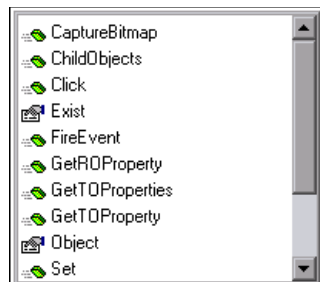 CaptureBitmap
ChildObjects
Click
Exist
FireEvent
GetROProperty
GetTOProperties
GetTOProperty
Object
Set